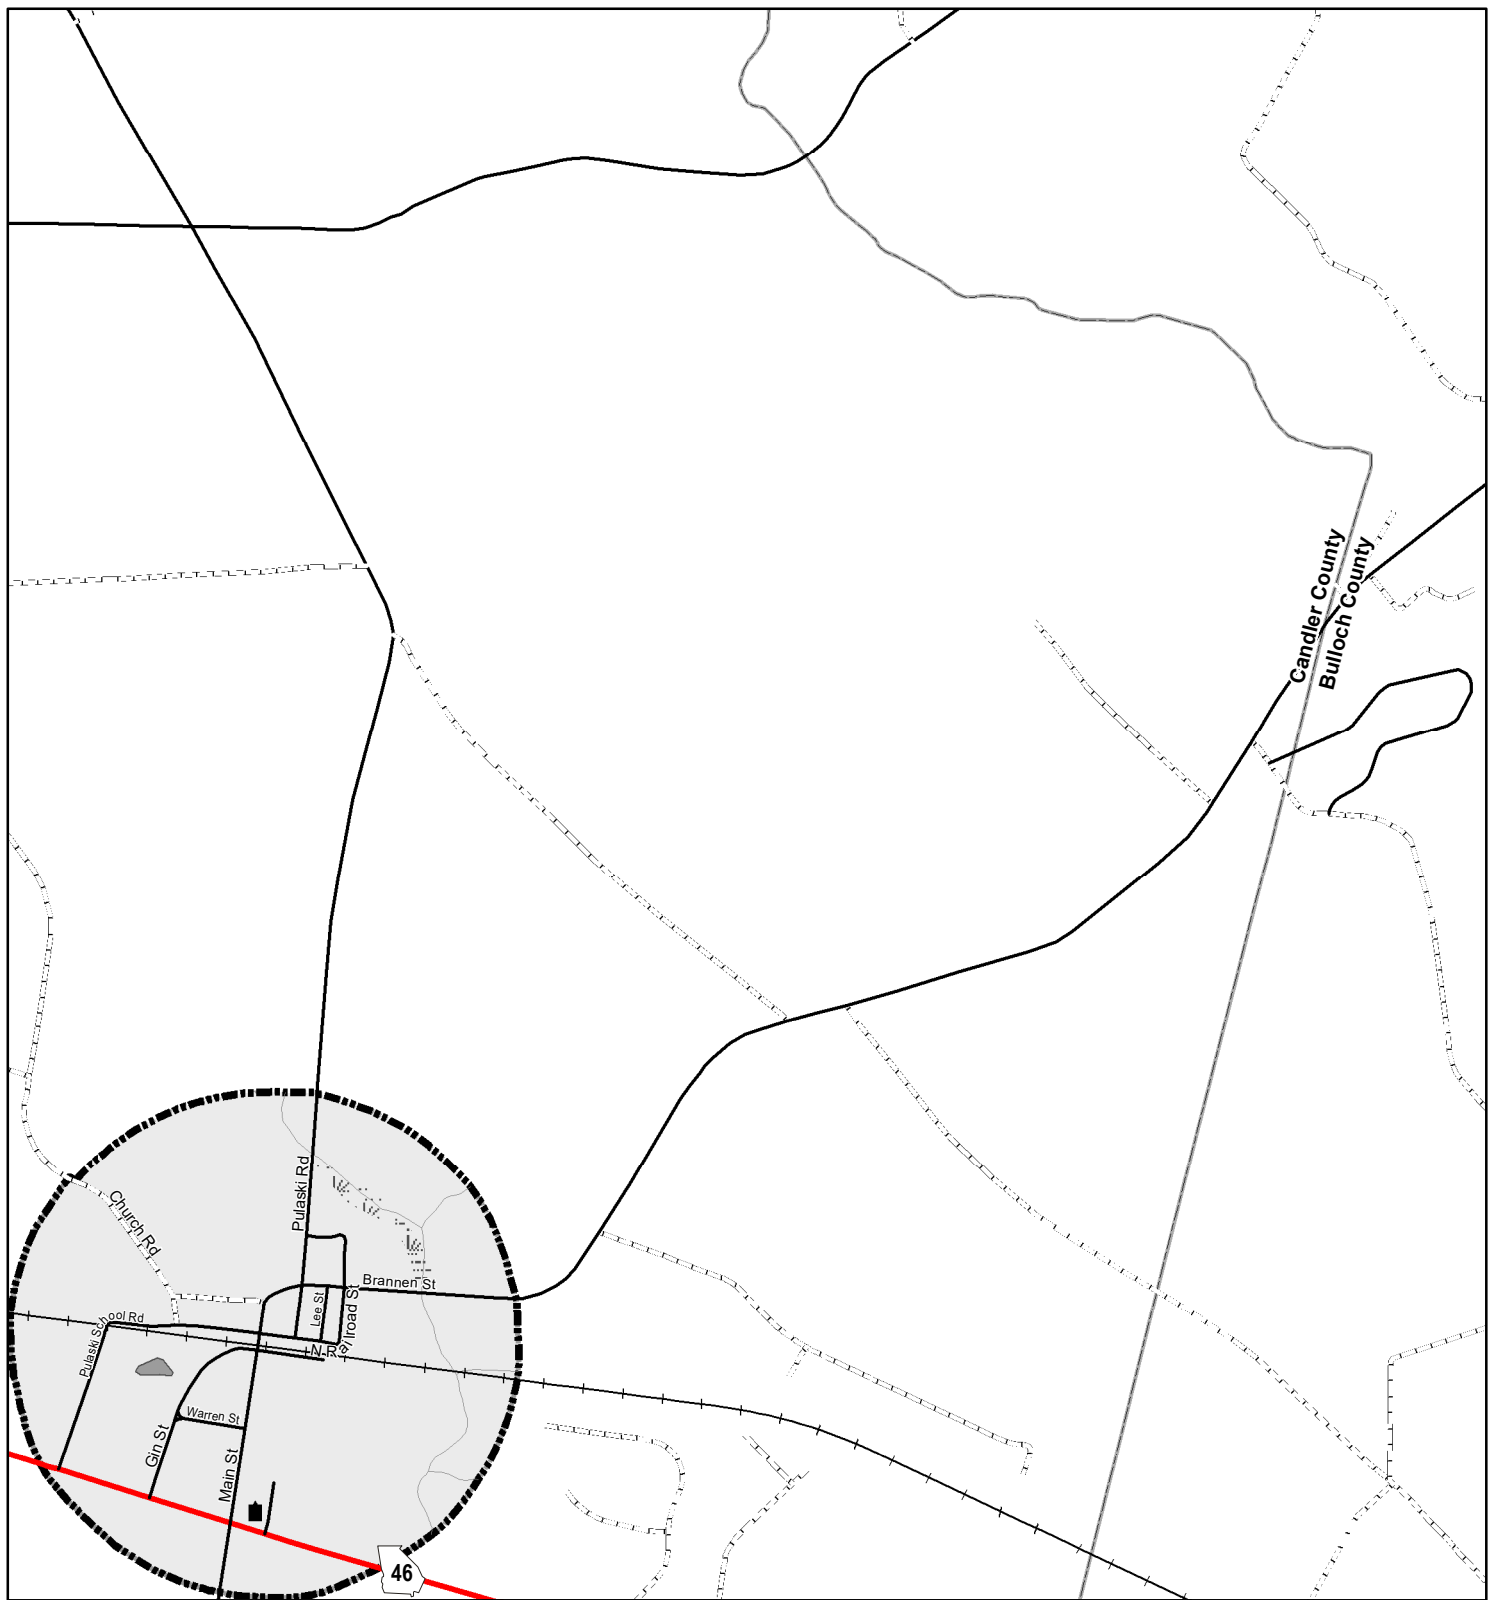 Candler County
Bulloch County
Pulaski Rd
Church Rd
Brannen St
Lee St
N Railroad St
Pulaski School Rd
Warren St
Gin St
Main St
46